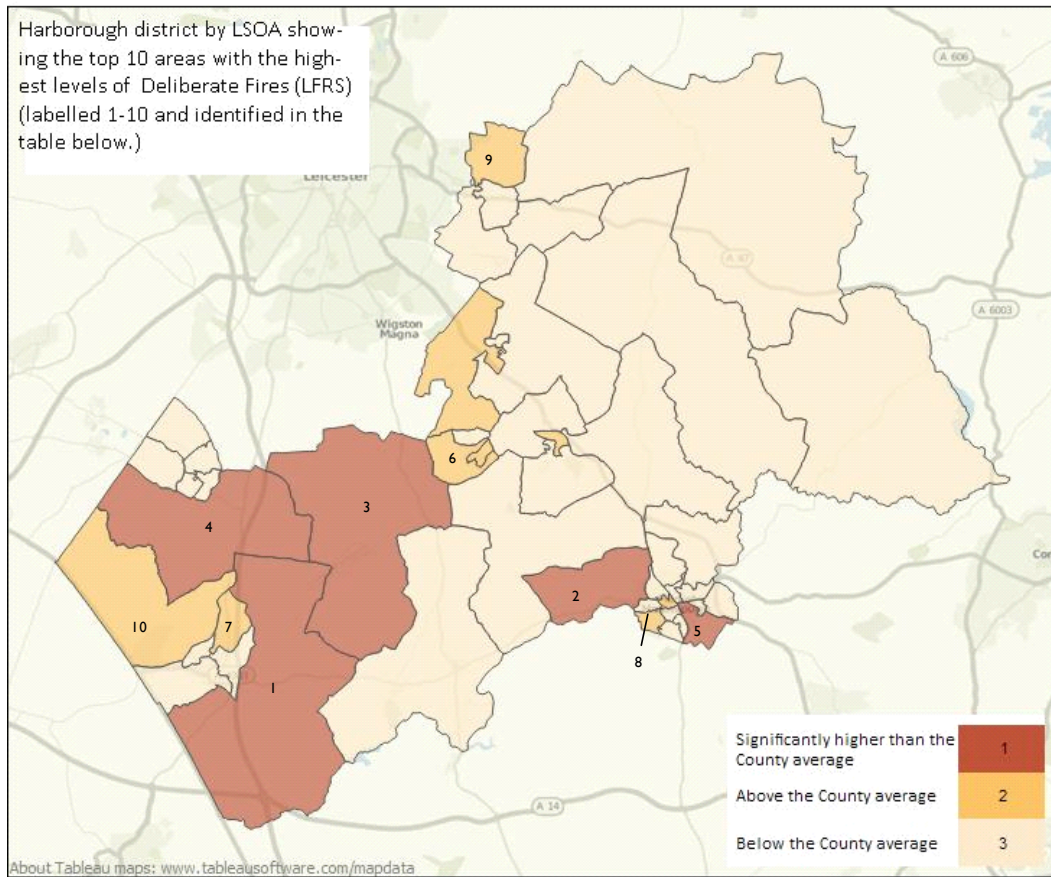 Harborough district by LSOA show-
ing the top 10 areas with the high-
est levels of Deliberate Fires (LFRS)
(labelled 1-10 and identified in the
table below.)
A 606
9
Leicester
A 47
A 6003
Wigston
Magna
6
3
4
2
10
7
5
8
1
Significantly higher than the
County average
1
Above the County average
2
Below the County average
3
A 14
About Tableau maps: www.tableausoftware.com/mapdata